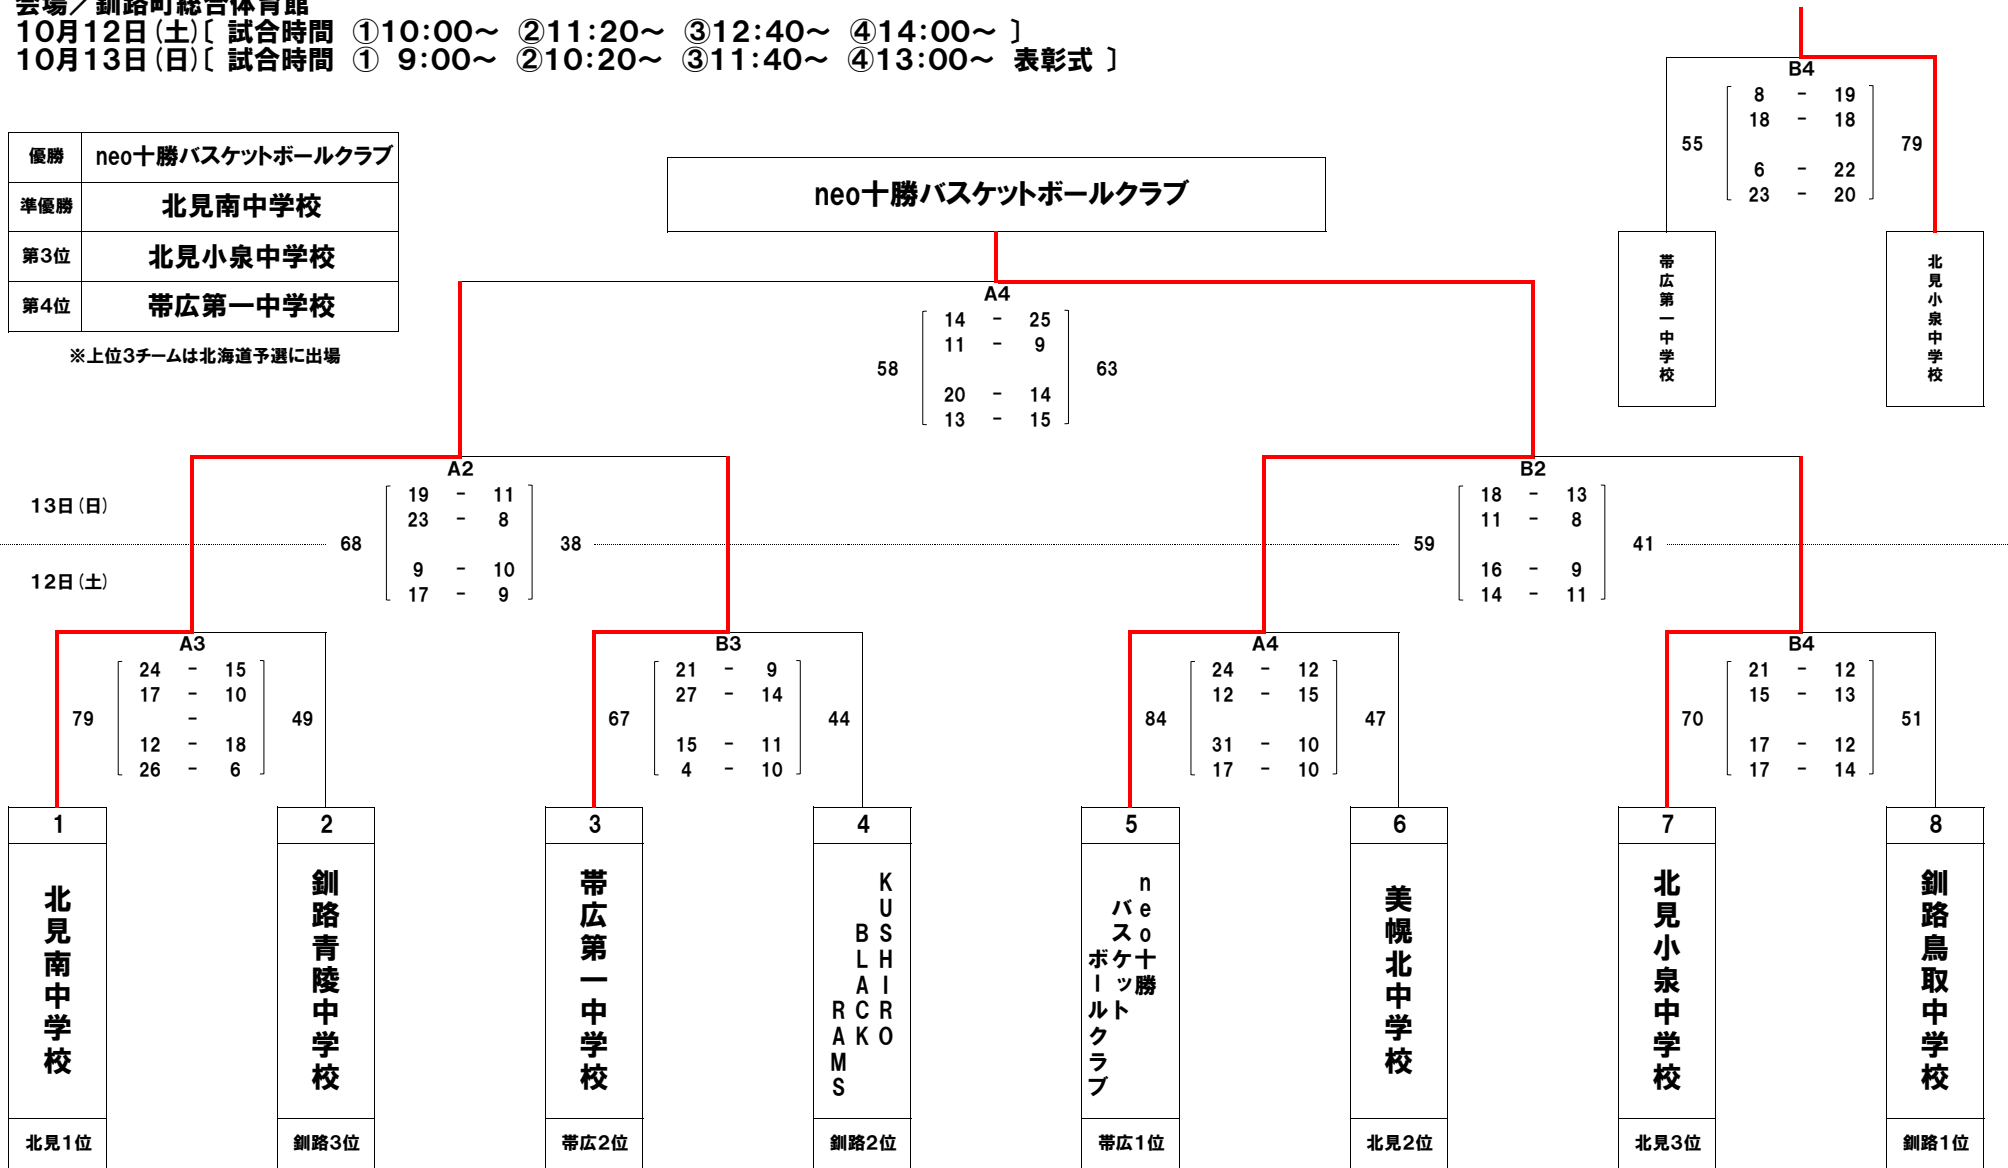 会場／釧路町総合体育館
10月12日(土)〔 試合時間 ①10:00～ ②11:20～ ③12:40～ ④14:00～ 〕
10月13日(日)〔 試合時間 ① 9:00～ ②10:20～ ③11:40～ ④13:00～ 表彰式 〕
優勝 neo十勝バスケットボールクラブ
準優勝 北見南中学校
第3位 北見小泉中学校
第4位 帯広第一中学校
※上位3チームは北海道予選に出場
B4
8 - 19
18 - 18
55 79
6 - 22
23 - 20
帯広第一中学校
北見小泉中学校
neo十勝バスケットボールクラブ
A4
14 - 25
11 - 9
58 63
20 - 14
13 - 15
13日(日)
12日(土)
A2
19 - 11
23 - 8
68 38
9 - 10
17 - 9
B2
18 - 13
11 - 8
59 41
16 - 9
14 - 11
A3
24 - 15
17 - 10
79 - 49
12 - 18
26 - 6
B3
21 - 9
27 - 14
67 44
15 - 11
4 - 10
A4
24 - 12
12 - 15
84 47
31 - 10
17 - 10
B4
21 - 12
15 - 13
70 51
17 - 12
17 - 14
1
北見南中学校
北見1位
2
釧路青陵中学校
釧路3位
3
帯広第一中学校
帯広2位
4
KUSHIRO
BLACK
RAMS
釧路2位
5
neo十勝
バスケット
ボールクラブ
帯広1位
6
美幌北中学校
北見2位
7
北見小泉中学校
北見3位
8
釧路鳥取中学校
釧路1位